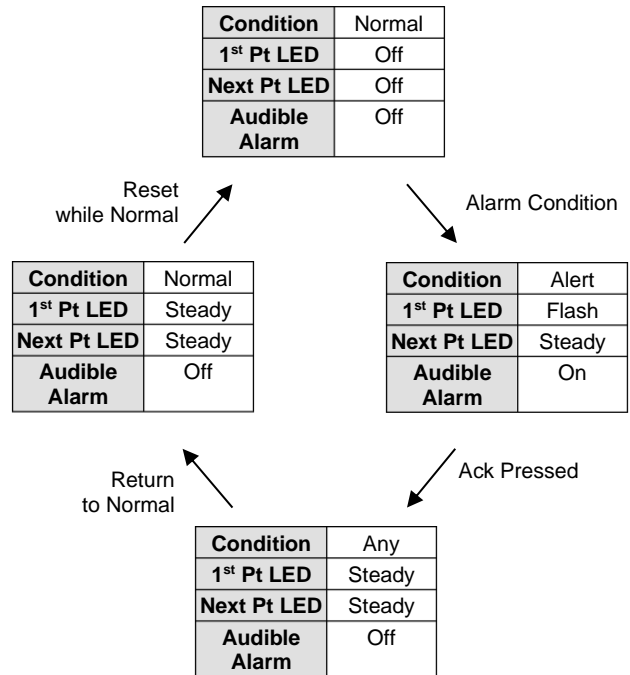 Condition Normal
1st Pt LED Off
Next Pt LED Off
Audible Off
Alarm
Reset
while Normal
Alarm Condition
Condition Normal
1st Pt LED Steady
Next Pt LED Steady
Audible Off
Alarm
Condition Alert
1st Pt LED Flash
Next Pt LED Steady
Audible On
Alarm
Return
to Normal
Ack Pressed
Condition Any
1st Pt LED Steady
Next Pt LED Steady
Audible Off
Alarm